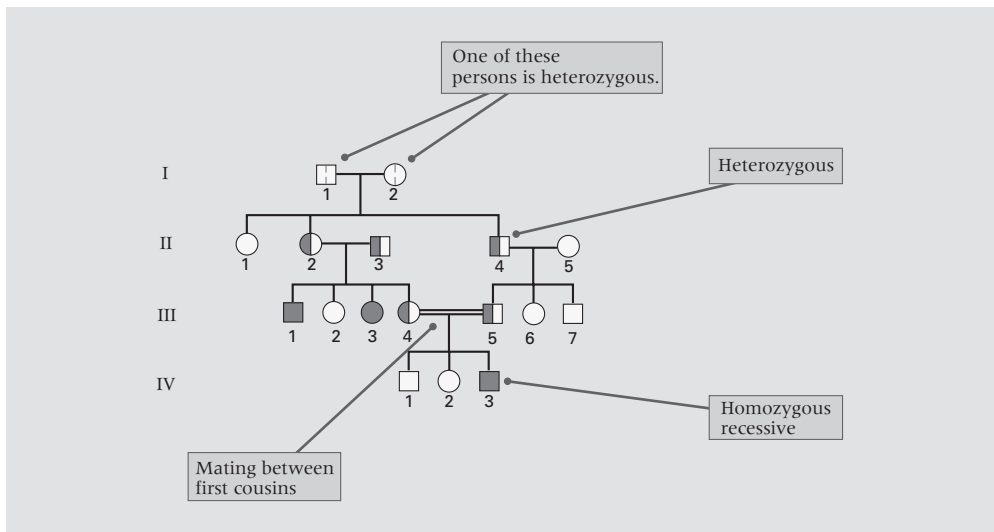 One of these
persons is heterozygous.
I
1 2
Heterozygous
II
1 2 3 4 5
III
1 2 3 4 5 6 7
IV
1 2 3
Homozygous
recessive
Mating between
first cousins